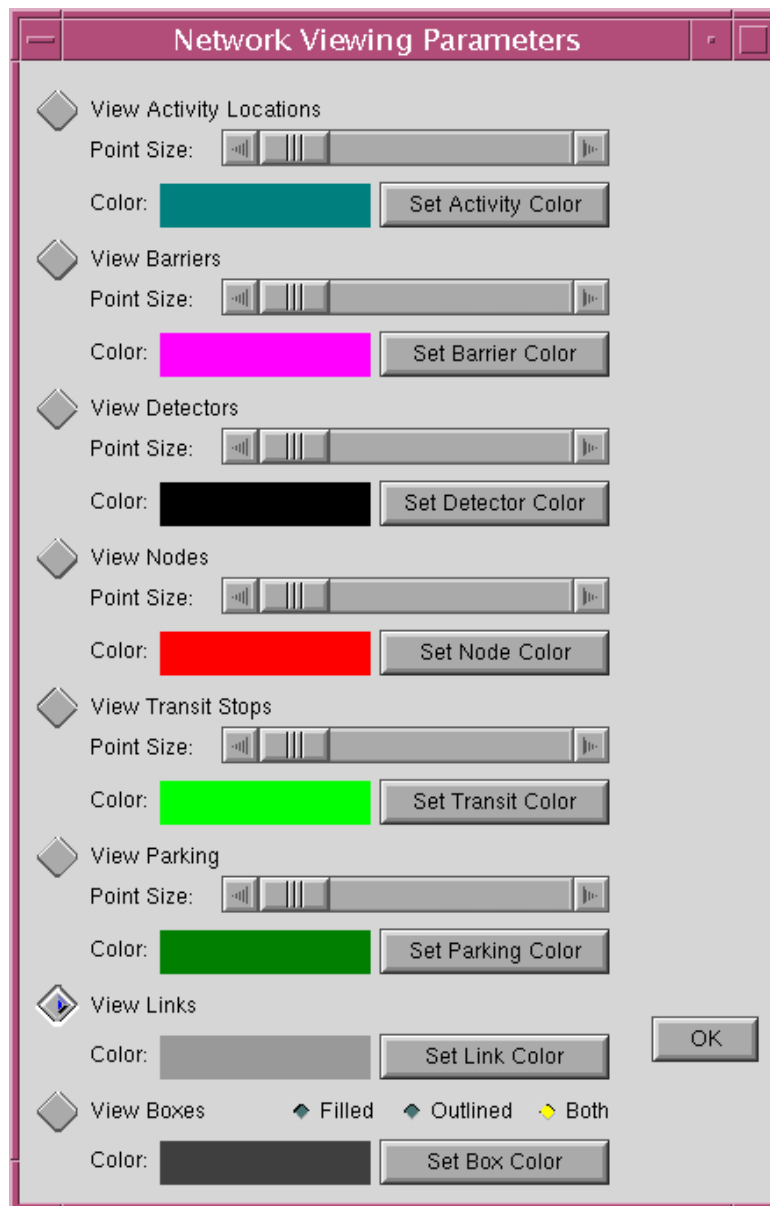 Network Viewing Parameters
View Activity Locations
Point Size:
Color: Set Activity Color
View Barriers
Point Size:
Color: Set Barrier Color
View Detectors
Point Size:
Color: Set Detector Color
View Nodes
Point Size:
Color: Set Node Color
View Transit Stops
Point Size:
Color: Set Transit Color
View Parking
Point Size:
Color: Set Parking Color
View Links
OK
Color: Set Link Color
View Boxes Filled Outlined Both
Color: Set Box Color